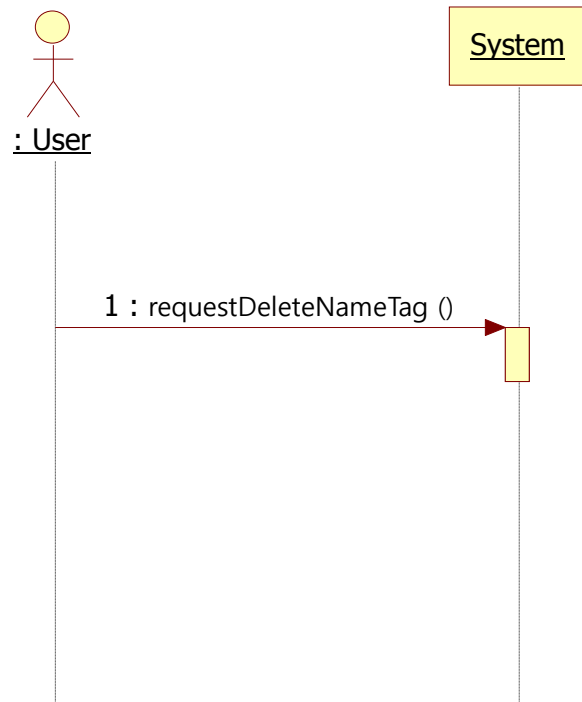 System
: User
1 : requestDeleteNameTag ()